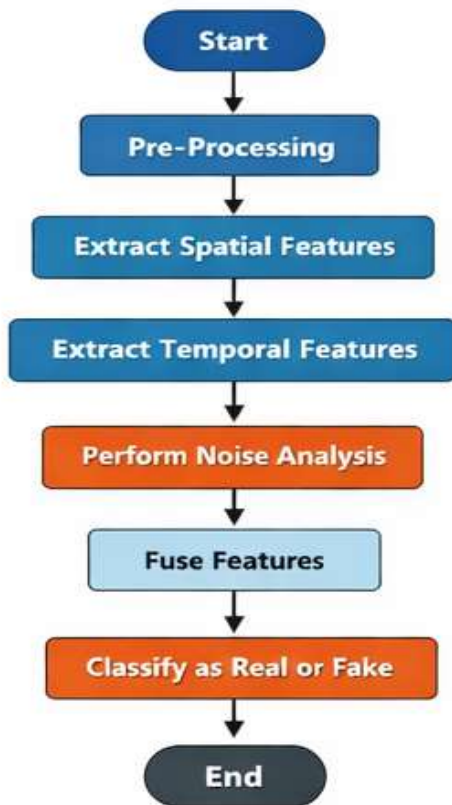 Start
Pre-Processing
Extract Spatial Features
Extract Temporal Features
Perform Noise Analysis
Fuse Features
Classify as Real or Fake
End